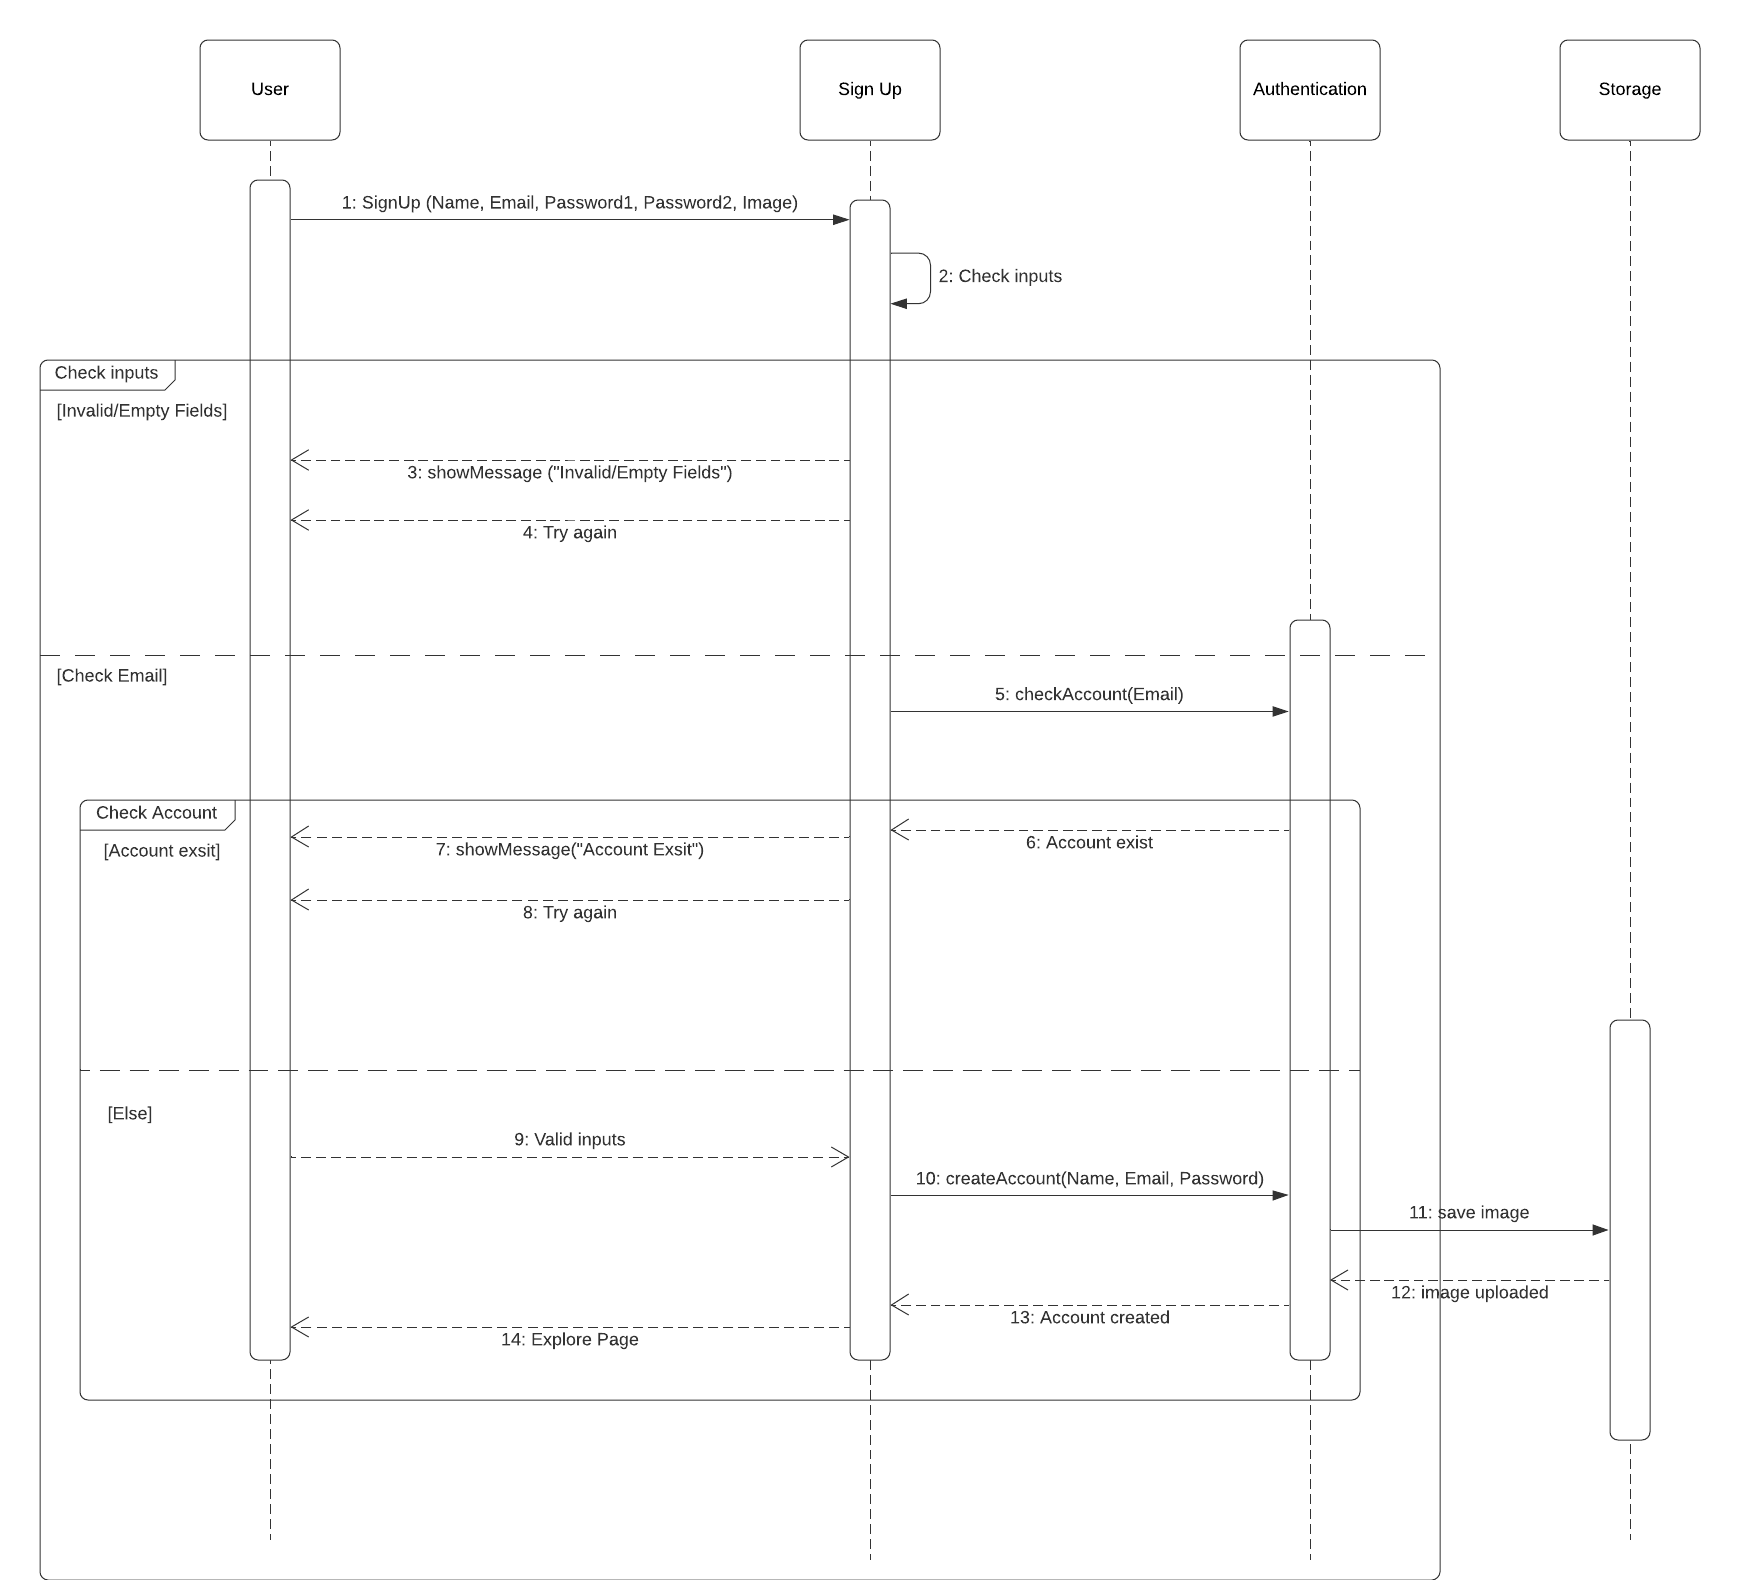 User
Sign Up
Authentication
Storage
1: SignUp (Name, Email, Password1, Password2, Image)
2: Check inputs
Check inputs
[Invalid/Empty Fields]
3: showMessage ("Invalid/Empty Fields")
4: Try again
[Check Email]
5: checkAccount(Email)
Check Account
[Account exsit]
6: Account exist
7: showMessage("Account Exsit")
8: Try again
[Else]
9: Valid inputs
10: createAccount(Name, Email, Password)
11: save image
12: image uploaded
13: Account created
14: Explore Page